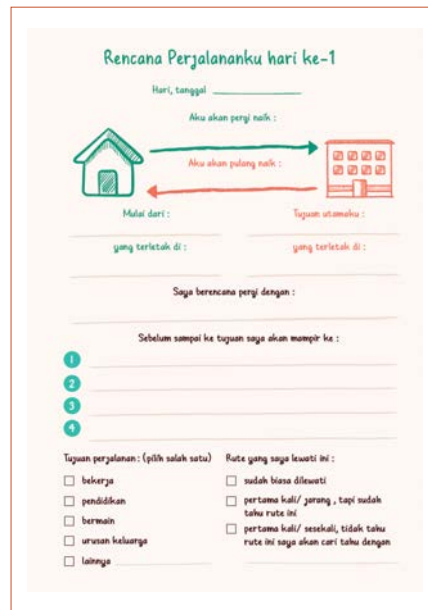 Rencana Perjalananku hari ke-1
Hari, tanggal
Aku akan pergi naik :
Aku akan pulang naik :
Mulai dari :
Tujuan utamaku :
yang terletak di :
yang terletak di :
Saya berencana pergi dengan :
Sebelum sampai ke tujuan saya akan mampir ke :
1
2
3
4
Tujuan perjalanan : (pilih salah satu)
bekerja
pendidikan
bermain
urusan keluarga
lainnya
Rute yang saya lewati ini :
sudah biasa dilewati
pertama kali/ jarang , tapi sudah
tahu rute ini
pertama kali/ sesekali, tidak tahu
rute ini saya akan cari tahu dengan